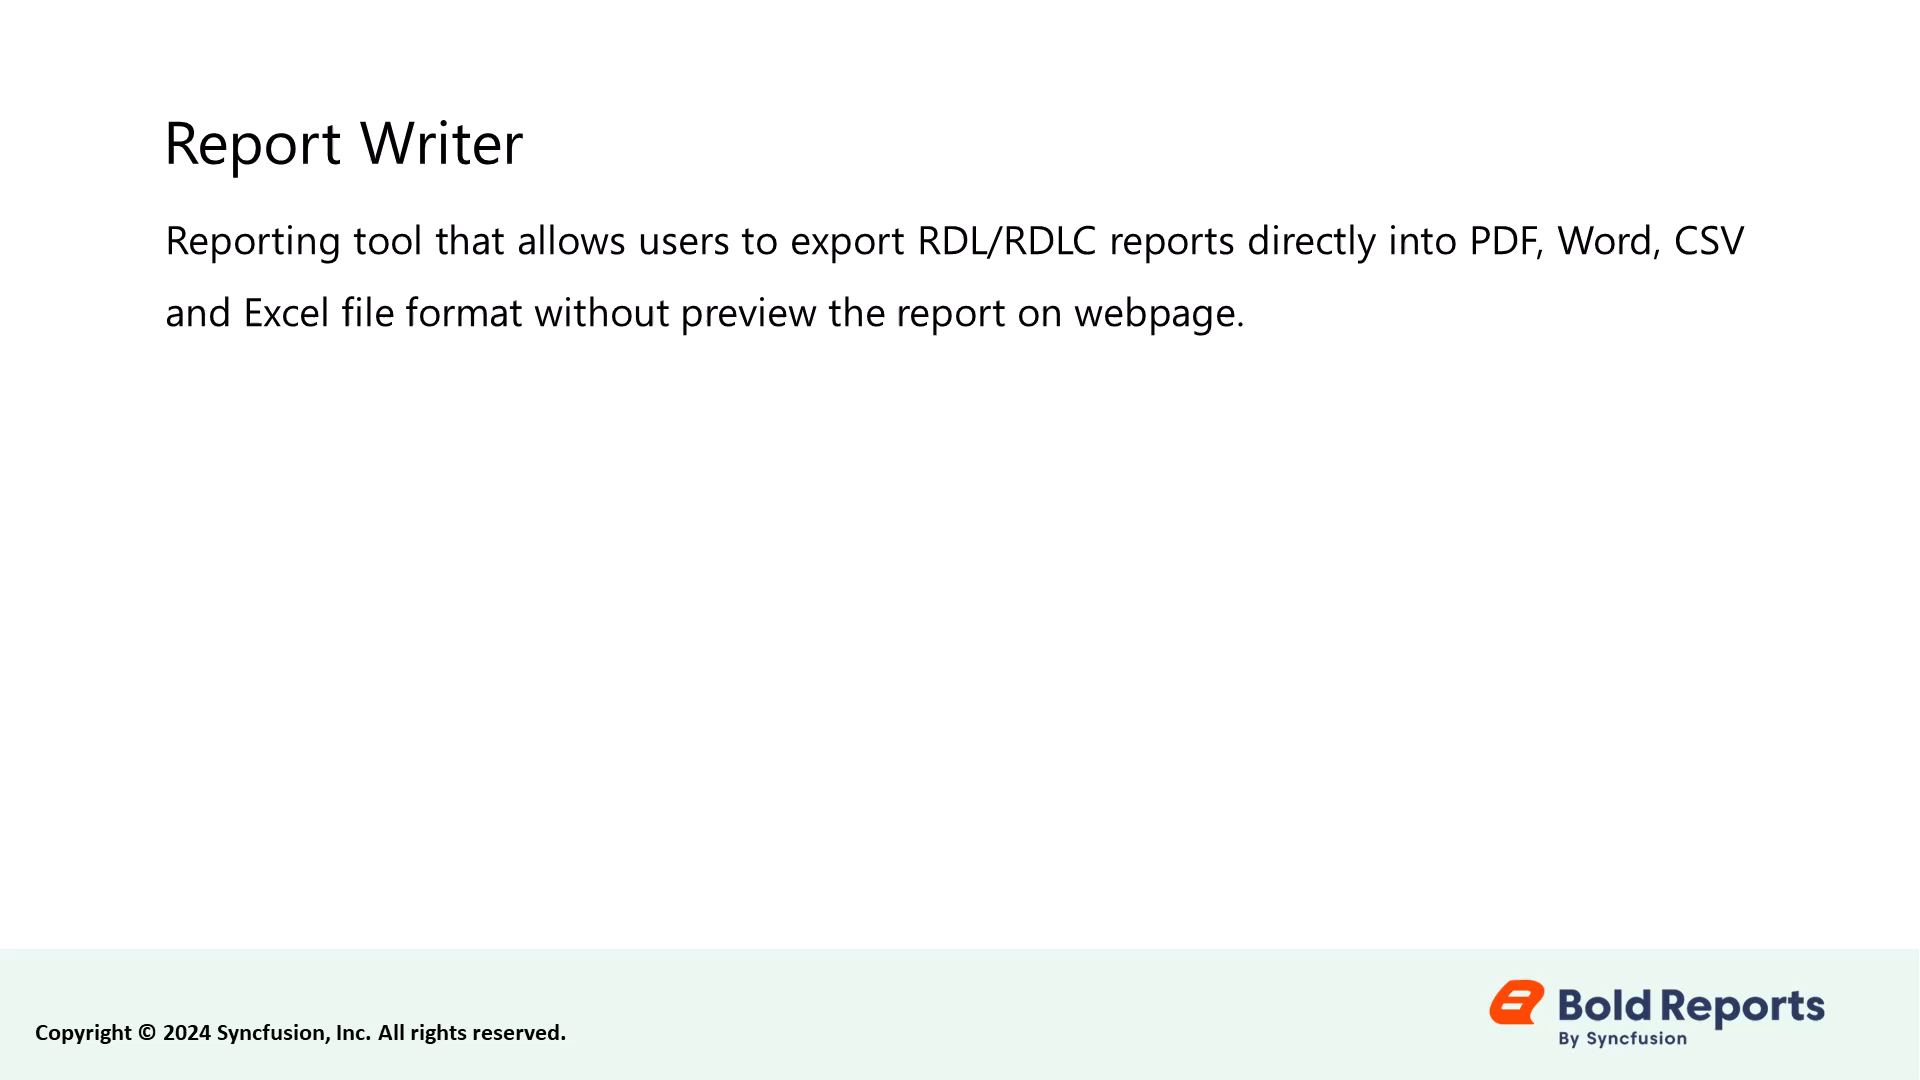 Report Writer
Reporting tool that allows users to export RDL/RDLC reports directly into PDF, Word, CSV
and Excel file format without preview the report on webpage.
Copyright © 2024 Syncfusion, Inc. All rights reserved.
Bold Reports
By Syncfusion